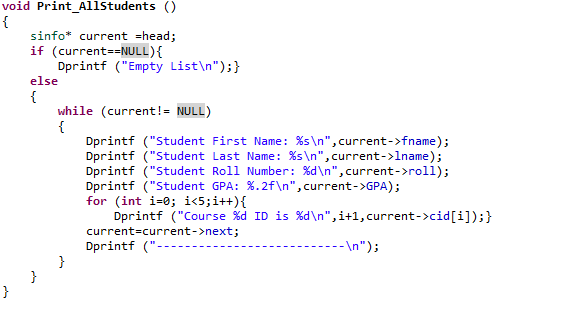 void Print_AllStudents ()
{
    sinfo* current =head;
    if (current==NULL){
        Dprintf ("Empty List\n");}
    else
    {
        while (current!= NULL)
        {
            Dprintf ("Student First Name: %s\n",current->fname);
            Dprintf ("Student Last Name: %s\n",current->lname);
            Dprintf ("Student Roll Number: %d\n",current->roll);
            Dprintf ("Student GPA: %.2f\n",current->GPA);
            for (int i=0; i<5;i++){
                Dprintf ("Course %d ID is %d\n",i+1,current->cid[i]);}
            current=current->next;
            Dprintf ("---------------------------\n");
        }
    }
}